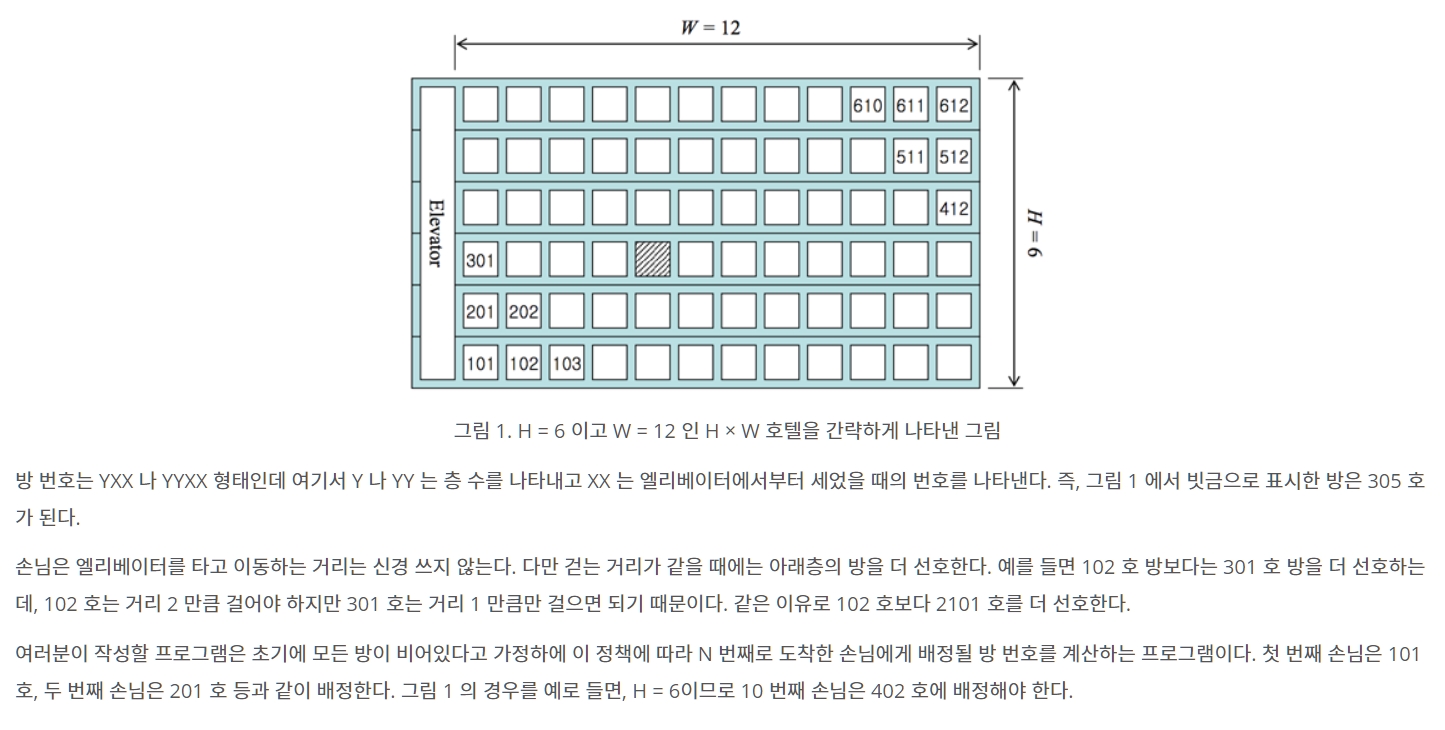 W = 12
610 611 612
511 512
412
Elevator
H = 6
301
201 202
101 102 103
그림 1. H = 6 이고 W = 12 인 H × W 호텔을 간략하게 나타낸 그림
방 번호는 YXX 나 YYXX 형태인데 여기서 Y 나 YY 는 층 수를 나타내고 XX 는 엘리베이터에서부터 세었을 때의 번호를 나타낸다. 즉, 그림 1 에서 빗금으로 표시한 방은 305 호
가 된다.
손님은 엘리베이터를 타고 이동하는 거리는 신경 쓰지 않는다. 다만 걷는 거리가 같을 때에는 아래층의 방을 더 선호한다. 예를 들면 102 호 방보다는 301 호 방을 더 선호하는
데, 102 호는 거리 2 만큼 걸어야 하지만 301 호는 거리 1 만큼만 걸으면 되기 때문이다. 같은 이유로 102 호보다 2101 호를 더 선호한다.
여러분이 작성할 프로그램은 초기에 모든 방이 비어있다고 가정하에 이 정책에 따라 N 번째로 도착한 손님에게 배정될 방 번호를 계산하는 프로그램이다. 첫 번째 손님은 101
호, 두 번째 손님은 201 호 등과 같이 배정한다. 그림 1 의 경우를 예로 들면, H = 6이므로 10 번째 손님은 402 호에 배정해야 한다.